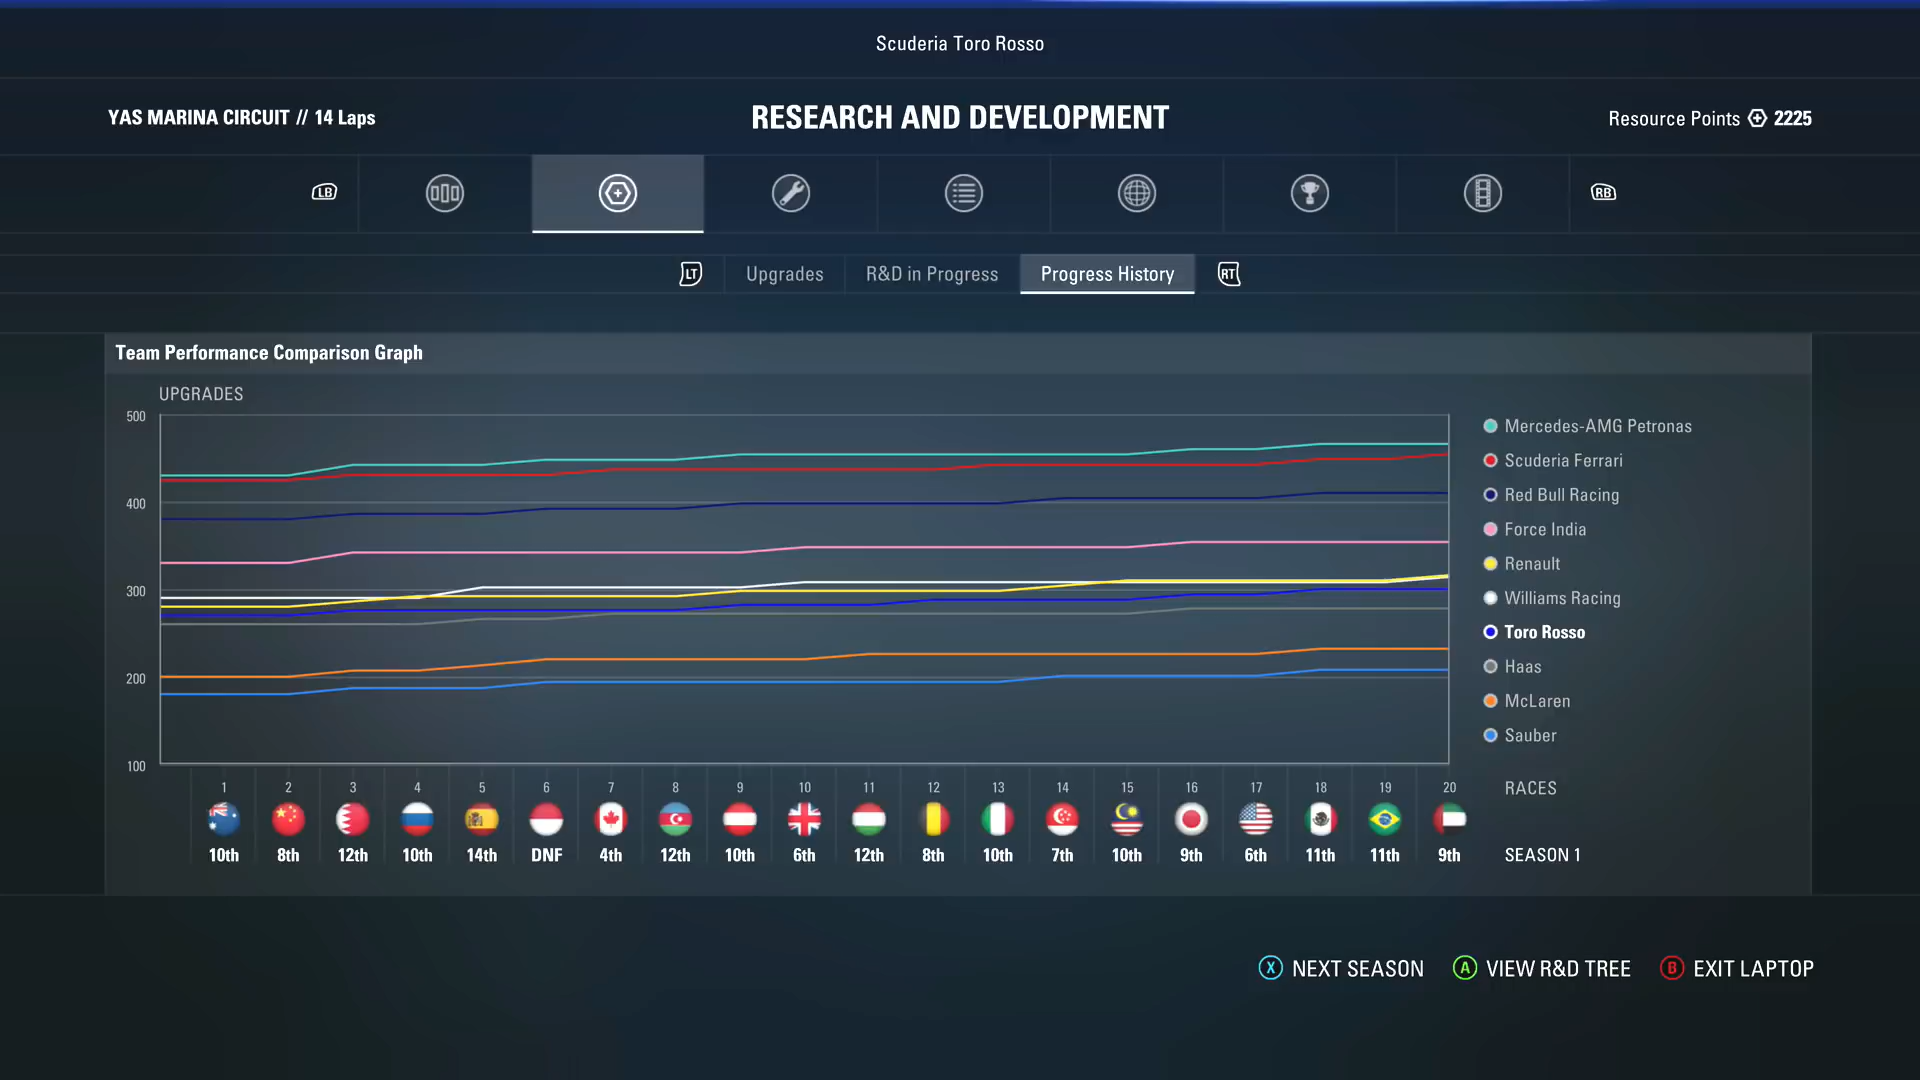 Scuderia Toro Rosso
YAS MARINA CIRCUIT // 14 Laps
RESEARCH AND DEVELOPMENT
Resource Points 2225
LB
RB
LT
Upgrades
R&D in Progress
Progress History
RT
Team Performance Comparison Graph
UPGRADES
500
400
300
200
100
Mercedes-AMG Petronas
Scuderia Ferrari
Red Bull Racing
Force India
Renault
Williams Racing
Toro Rosso
Haas
McLaren
Sauber
1 2 3 4 5 6 7 8 9 10 11 12 13 14 15 16 17 18 19 20 RACES
10th 8th 12th 10th 14th DNF 4th 12th 10th 6th 12th 8th 10th 7th 10th 9th 6th 11th 11th 9th SEASON 1
X NEXT SEASON A VIEW R&D TREE B EXIT LAPTOP